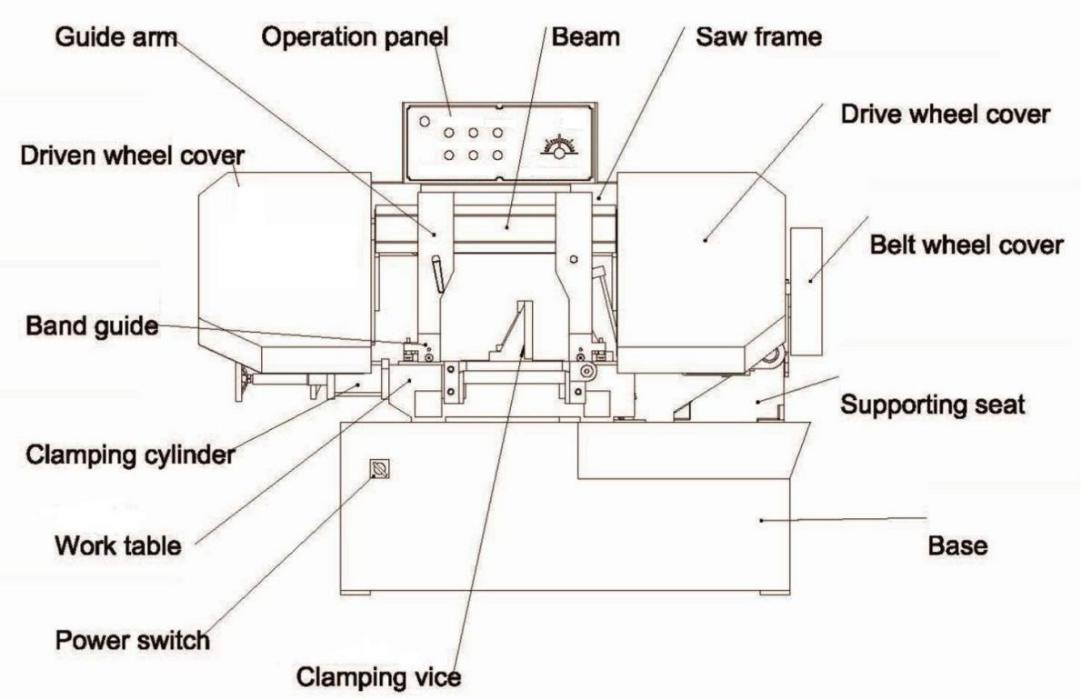 Guide arm
Operation panel
Beam
Saw frame
Drive wheel cover
Driven wheel cover
Belt wheel cover
Band guide
Supporting seat
Clamping cylinder
Work table
Base
Power switch
Clamping vice